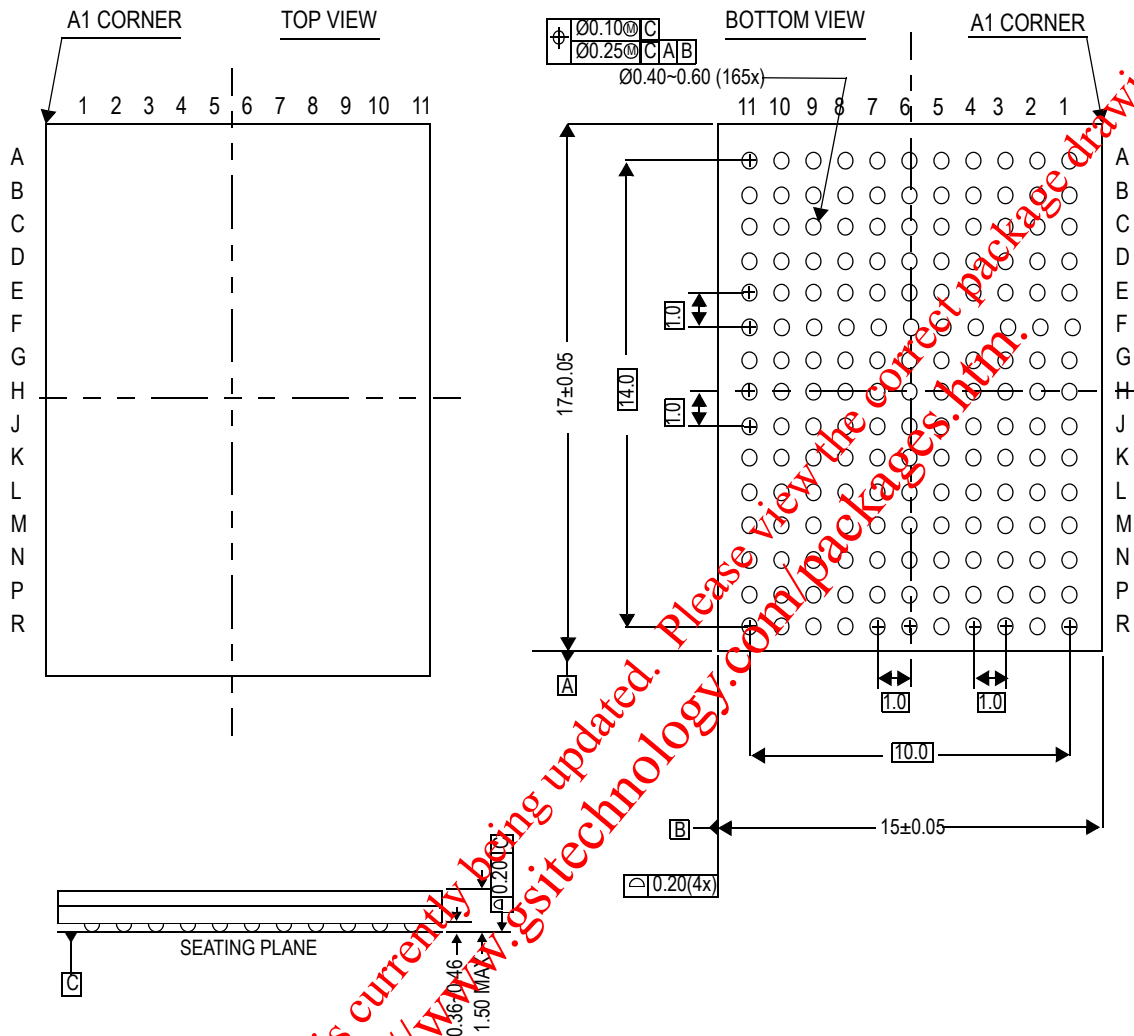 A1 CORNER
TOP VIEW
1 2 3 4 5 6 7 8 9 10 11
A
B
C
D
E
F
G
H
J
K
L
M
N
P
R
Ø0.10Ⓜ C
Ø0.25Ⓜ C A B
Ø0.40~0.60 (165x)
BOTTOM VIEW
A1 CORNER
11 10 9 8 7 6 5 4 3 2 1
A
B
C
D
E
F
G
H
J
K
L
M
N
P
R
1.0
1.0
14.0
17±0.05
A
1.0
1.0
10.0
B
15±0.05
0.20(4x)
0.20 C
SEATING PLANE
C
0.36~0.46
1.50 MAX
is currently being updated. Please view the correct package drawi
/www.gsitechnology.com/packages.htm.